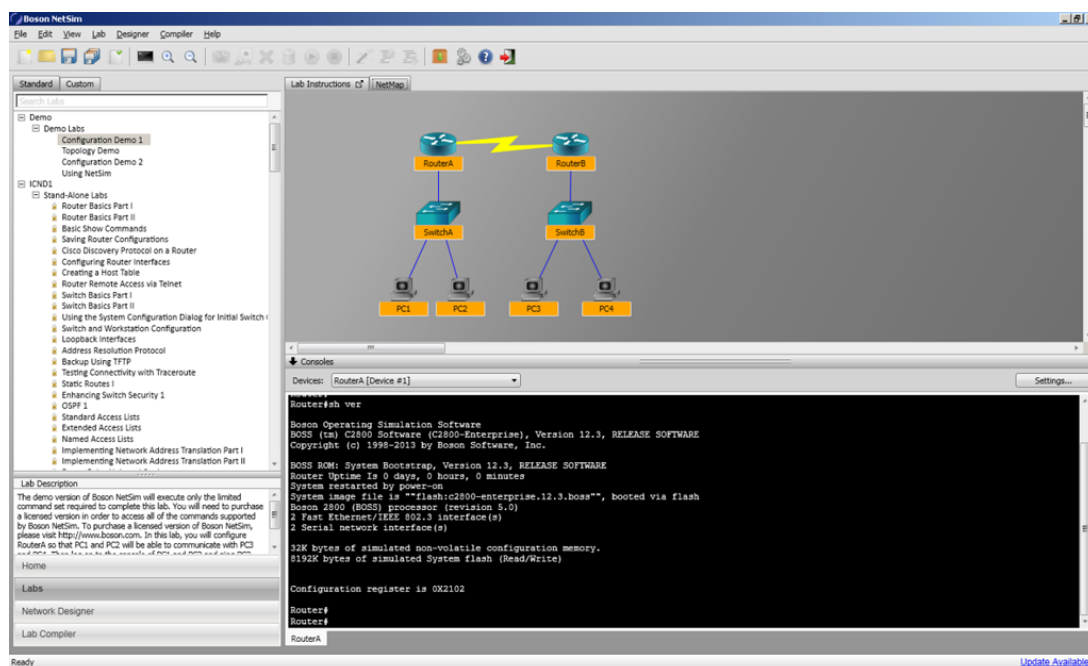 Boson NetSim
File Edit View Lab Designer Compiler Help
Standard Custom
Search Labs
Demo
Demo Labs
Configuration Demo 1
Topology Demo
Configuration Demo 2
Using NetSim
ICND1
Stand-Alone Labs
Router Basics Part I
Router Basics Part II
Basic Show Commands
Saving Router Configurations
Cisco Discovery Protocol on a Router
Configuring Router Interfaces
Creating a Host Table
Router Remote Access via Telnet
Switch Basics Part I
Switch Basics Part II
Using the System Configuration Dialog for Initial Switch
Switch and Workstation Configuration
Loopback Interfaces
Address Resolution Protocol
Backup Using TFTP
Testing Connectivity with Traceroute
Static Routes I
Enhancing Switch Security 1
OSPF 1
Standard Access Lists
Extended Access Lists
Named Access Lists
Implementing Network Address Translation Part I
Implementing Network Address Translation Part II
Lab Description
The demo version of Boson NetSim will execute only the limited
command set required to complete this lab. You will need to purchase
a licensed version in order to access all of the commands supported
by Boson NetSim. To purchase a licensed version of Boson NetSim,
please visit http://www.boson.com. In this lab, you will configure
RouterA so that PC1 and PC2 will be able to communicate with PC3
Home
Labs
Network Designer
Lab Compiler
Ready
Lab Instructions NetMap
RouterA RouterB
SwitchA SwitchB
PC1 PC2 PC3 PC4
Consoles
Devices: RouterA [Device #1] Settings...
Router#sh ver
Boson Operating Simulation Software
BOSS (tm) C2800 Software (C2800-Enterprise), Version 12.3, RELEASE SOFTWARE
Copyright (c) 1998-2013 by Boson Software, Inc.
BOSS ROM: System Bootstrap, Version 12.3, RELEASE SOFTWARE
Router Uptime Is 0 days, 0 hours, 0 minutes
System restarted by power-on
System image file is ""flash:c2800-enterprise.12.3.boss"", booted via flash
Boson 2800 (BOSS) processor (revision 5.0)
2 Fast Ethernet/IEEE 802.3 interface(s)
2 Serial network interface(s)
32K bytes of simulated non-volatile configuration memory.
8192K bytes of simulated System flash (Read/Write)
Configuration register is 0X2102
Router#
Router#
RouterA
Update Available